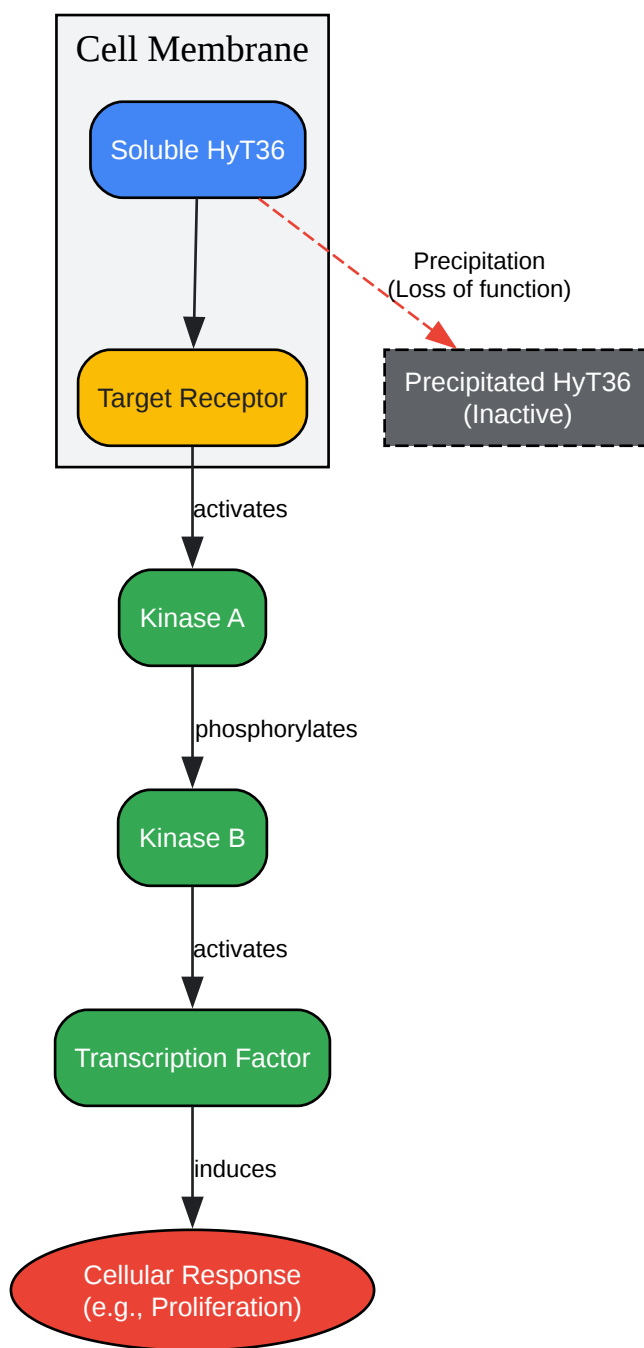 Cell Membrane
Soluble HyT36
Precipitation
(Loss of function)
Target Receptor
Precipitated HyT36
(Inactive)
activates
Kinase A
phosphorylates
Kinase B
activates
Transcription Factor
induces
Cellular Response
(e.g., Proliferation)